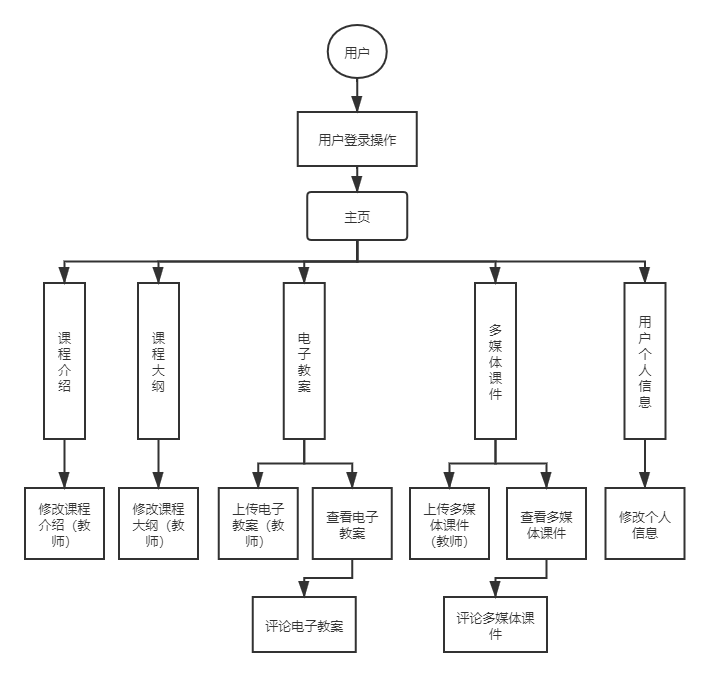 用户
用户登录操作
主页
课程介绍
课程大纲
电子教案
多媒体课件
用户个人信息
修改课程
介绍（教
师）
修改课程
大纲（教
师）
上传电子
教案（教
师）
查看电子
教案
上传多媒
体课件
（教师）
查看多媒
体课件
修改个人
信息
评论电子教案
评论多媒体课
件